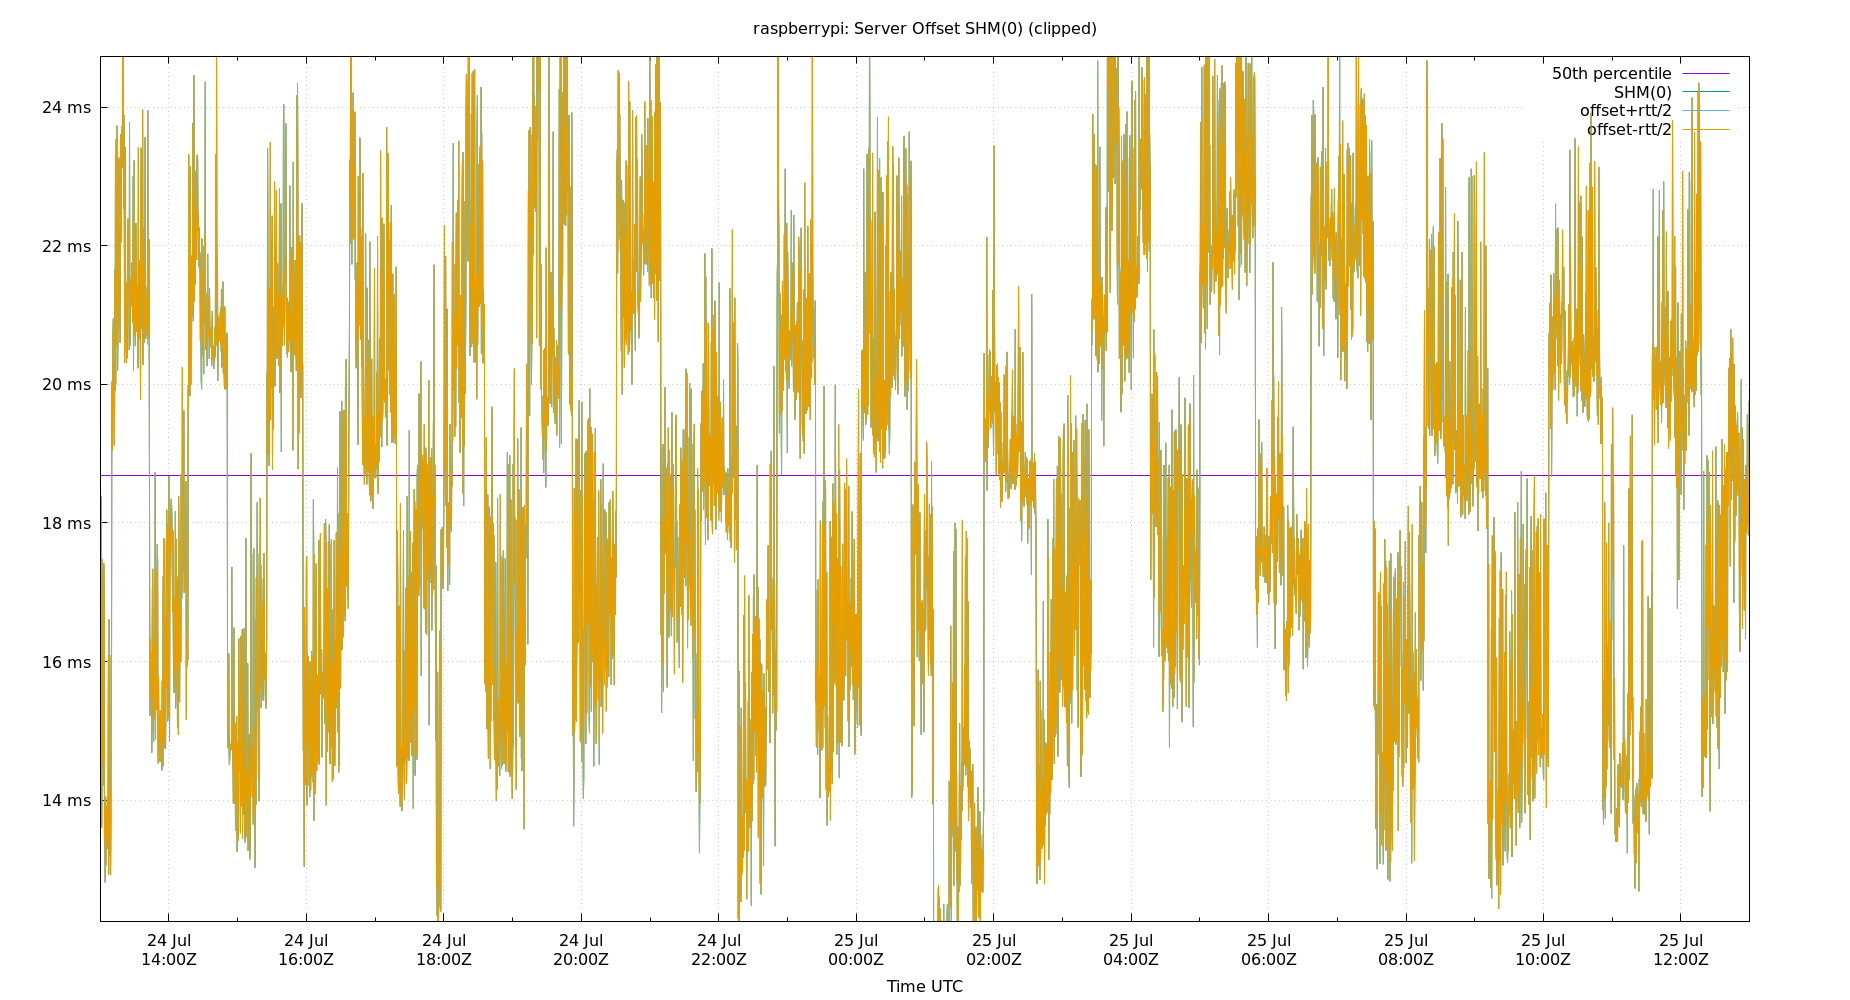 raspberrypi: Server Offset SHM(0) (clipped)
50th percentile
SHM(0)
offset+rtt/2
offset-rtt/2
24 ms
22 ms
20 ms
18 ms
16 ms
14 ms
24 Jul 24 Jul 24 Jul 24 Jul 24 Jul 25 Jul 25 Jul 25 Jul 25 Jul 25 Jul 25 Jul 25 Jul
14:00Z 16:00Z 18:00Z 20:00Z 22:00Z 00:00Z 02:00Z 04:00Z 06:00Z 08:00Z 10:00Z 12:00Z
Time UTC